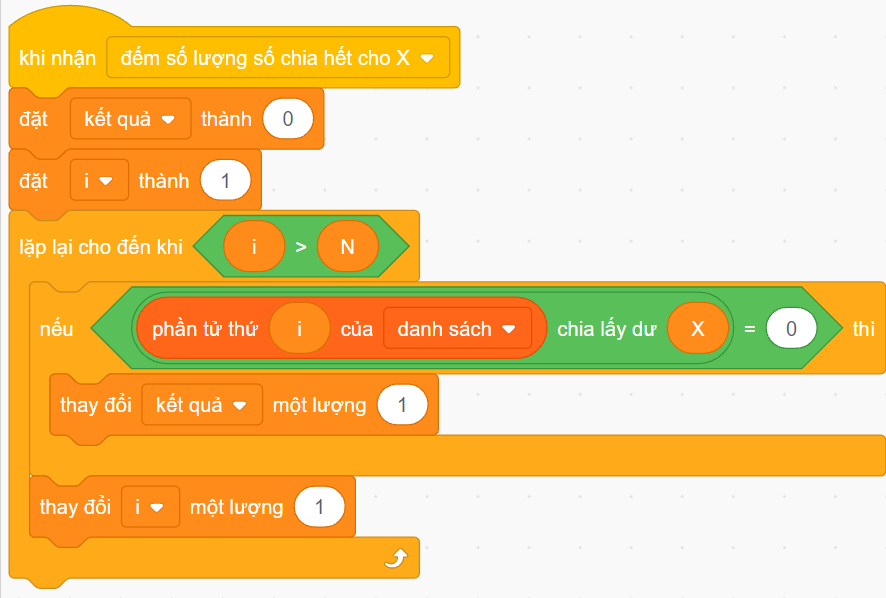 khi nhận đếm số lượng số chia hết cho X
đặt kết quả thành 0
đặt i thành 1
lặp lại cho đến khi i > N
nếu phần tử thứ i của danh sách chia lấy dư X = 0 thì
thay đổi kết quả một lượng 1
thay đổi i một lượng 1